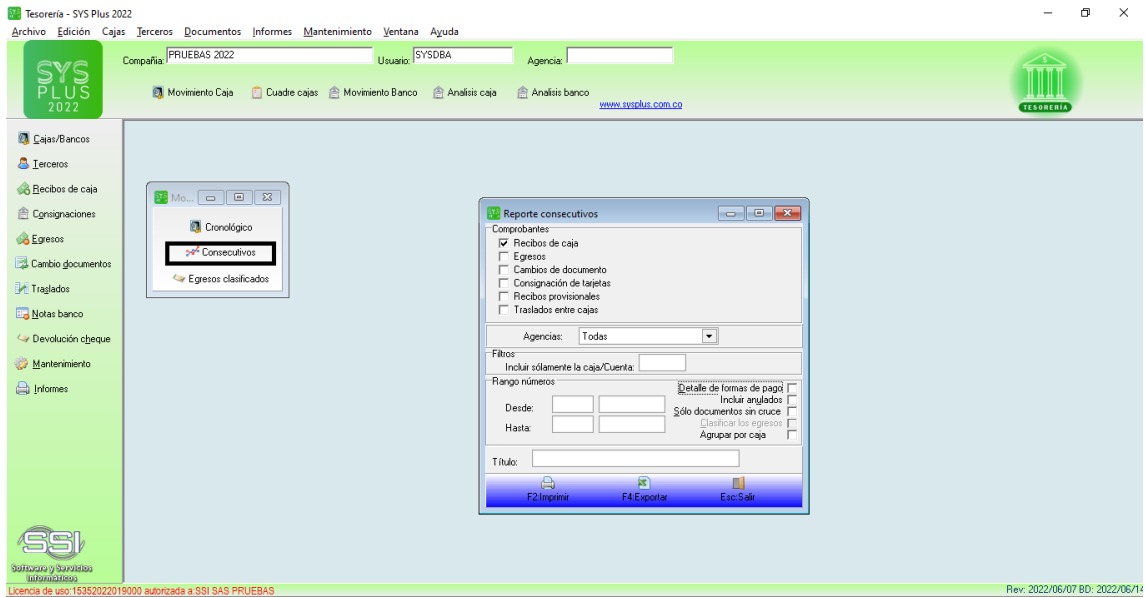 Tesorería - SYS Plus 2022
Archivo Edición Cajas Terceros Documentos Informes Mantenimiento Ventana Ayuda
SYS PLUS 2022
Compañia: PRUEBAS 2022 Usuario: SYSDBA Agencia:
Movimiento Caja Cuadre cajas Movimiento Banco Analisis caja Analisis banco
www.sysplus.com.co
TESORERÍA
Cajas/Bancos
Terceros
Recibos de caja
Consignaciones
Egresos
Cambio documentos
Traslados
Notas banco
Devolución cheque
Mantenimiento
Informes
Mo...
Cronológico
Consecutivos
Egresos clasificados
Reporte consecutivos
Comprobantes
Recibos de caja
Egresos
Cambios de documento
Consignación de tarjetas
Recibos provisionales
Traslados entre cajas
Agencias: Todas
Filtros
Incluir sólamente la caja/Cuenta:
Rango números
Desde:
Hasta:
Detalle de formas de pago
Incluir anulados
Sólo documentos sin cruce
Clasificar los egresos
Agrupar por caja
Título:
F2:Imprimir F4:Exportar Esc:Salir
SSI
Software y Servicios
Informáticos
Licencia de uso:15352022019000 autorizada a:SSI SAS PRUEBAS
Rev: 2022/06/07 BD: 2022/06/14